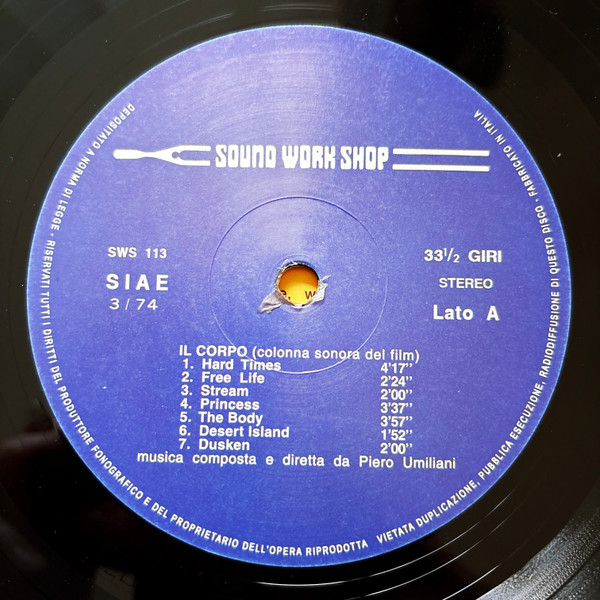 SOUND WORK SHOP
SWS 113
SIAE
3/74
33 1/2 GIRI
STEREO
Lato A
IL CORPO (colonna sonora del film)
1. Hard Times 4'17''
2. Free Life 2'24''
3. Stream 2'00''
4. Princess 3'37''
5. The Body 3'57''
6. Desert Island 1'52''
7. Dusken 2'00''
musica composta e diretta da Piero Umiliani
DEPOSITATO A NORMA DI LEGGE · RISERVATI TUTTI I DIRITTI DEL PRODUTTORE FONOGRAFICO E DEL PROPRIETARIO DELL'OPERA RIPRODOTTA VIETATA DUPLICAZIONE, PUBBLICA ESECUZIONE, RADIODIFFUSIONE DI QUESTO DISCO · FABBRICATO IN ITALIA